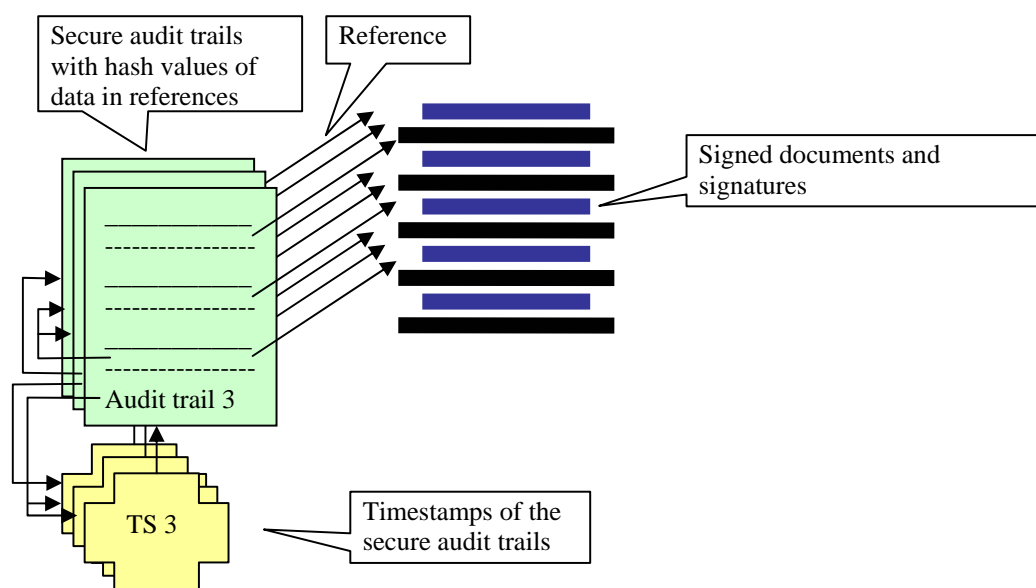 Secure audit trails
with hash values of
data in references
Reference
Signed documents and
signatures
Audit trail 3
TS 3
Timestamps of the
secure audit trails